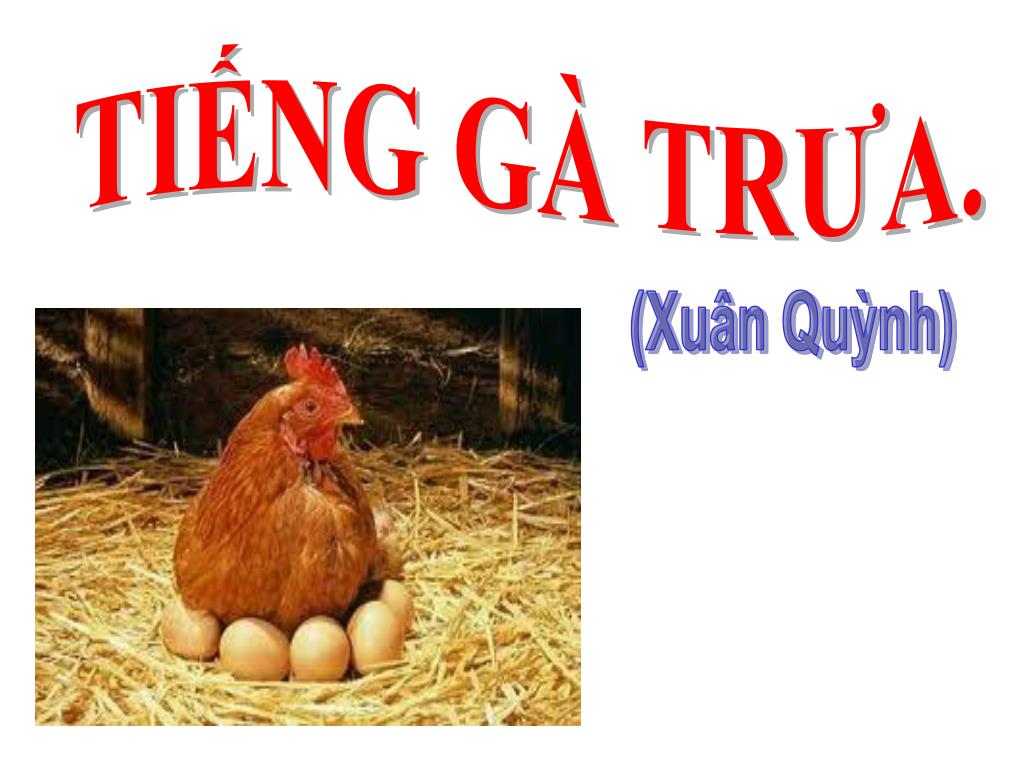 TIẾNG GÀ TRƯA.
(Xuân Quỳnh)